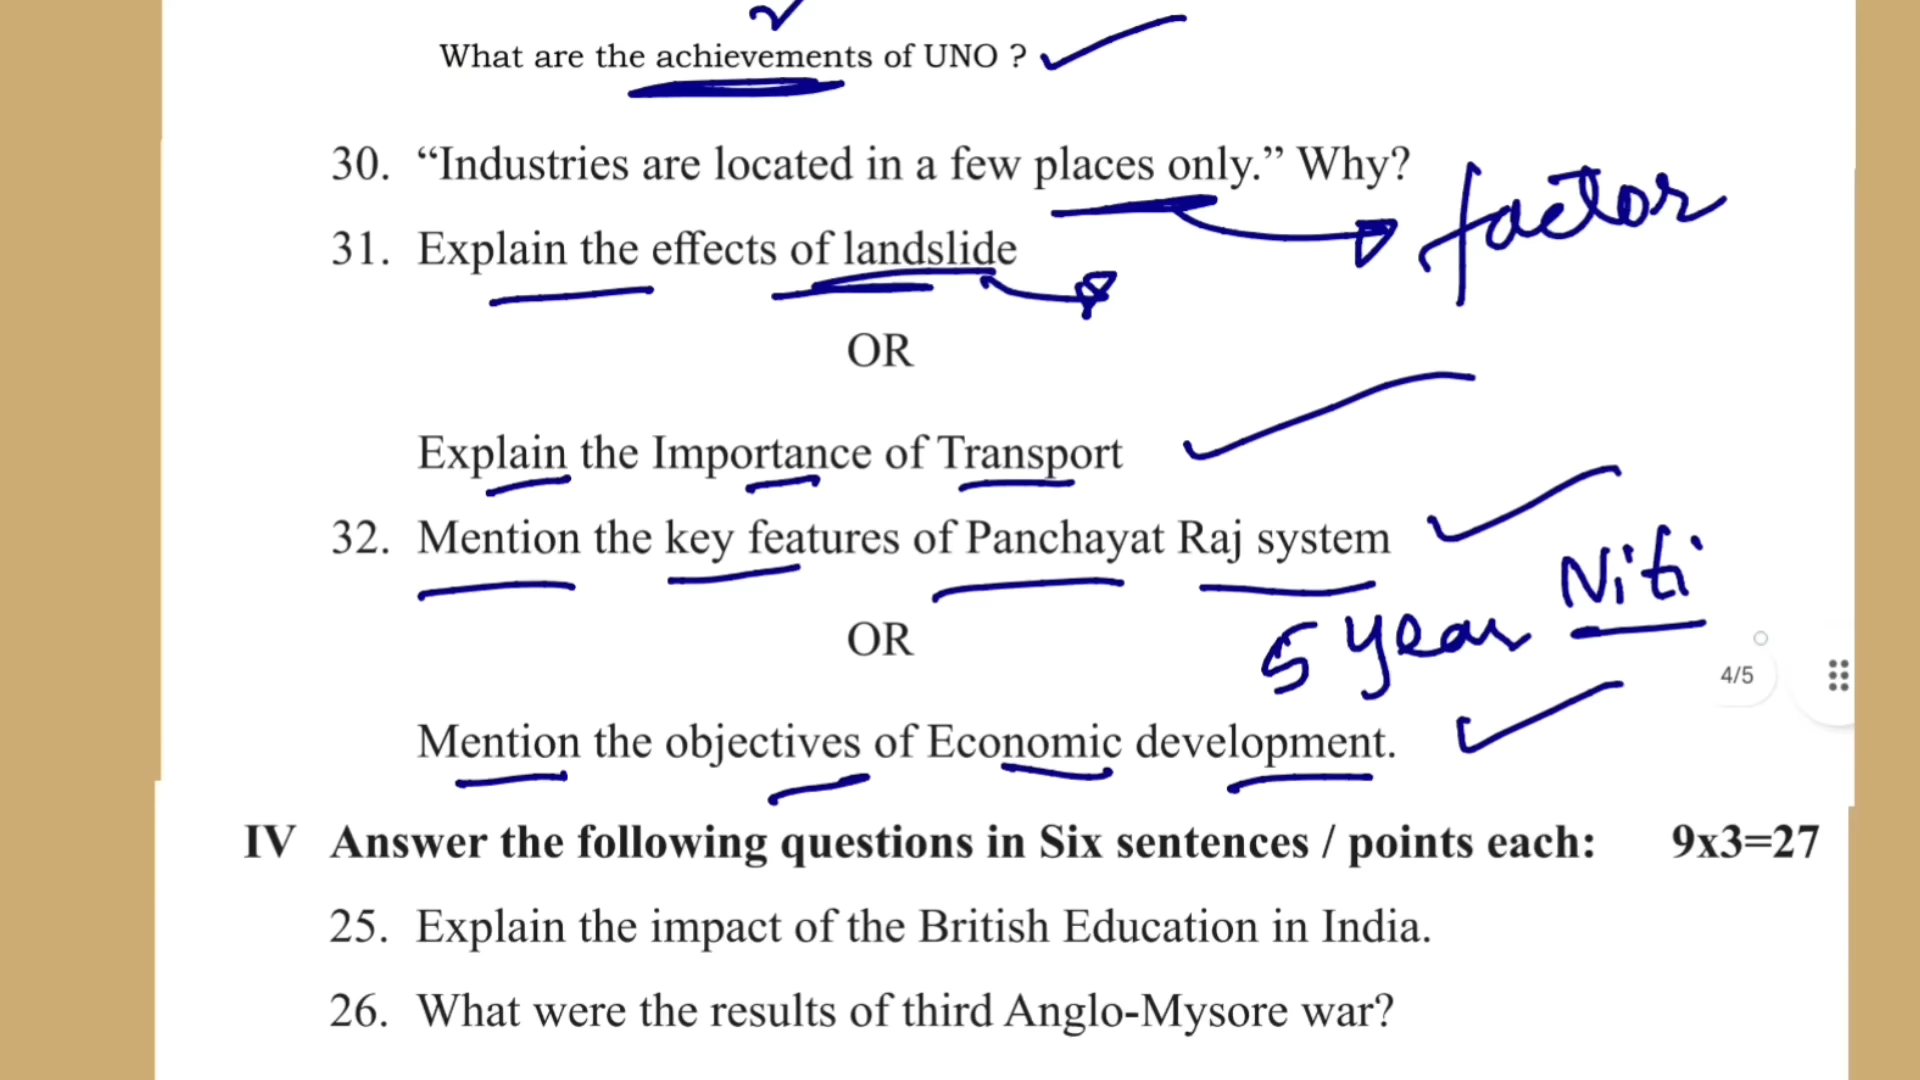 What are the achievements of UNO ?
30. “Industries are located in a few places only.” Why?
factor
31. Explain the effects of landslide
OR
Explain the Importance of Transport
32. Mention the key features of Panchayat Raj system
Niti
OR
5 year
4/5
Mention the objectives of Economic development.
IV Answer the following questions in Six sentences / points each: 9x3=27
25. Explain the impact of the British Education in India.
26. What were the results of third Anglo-Mysore war?